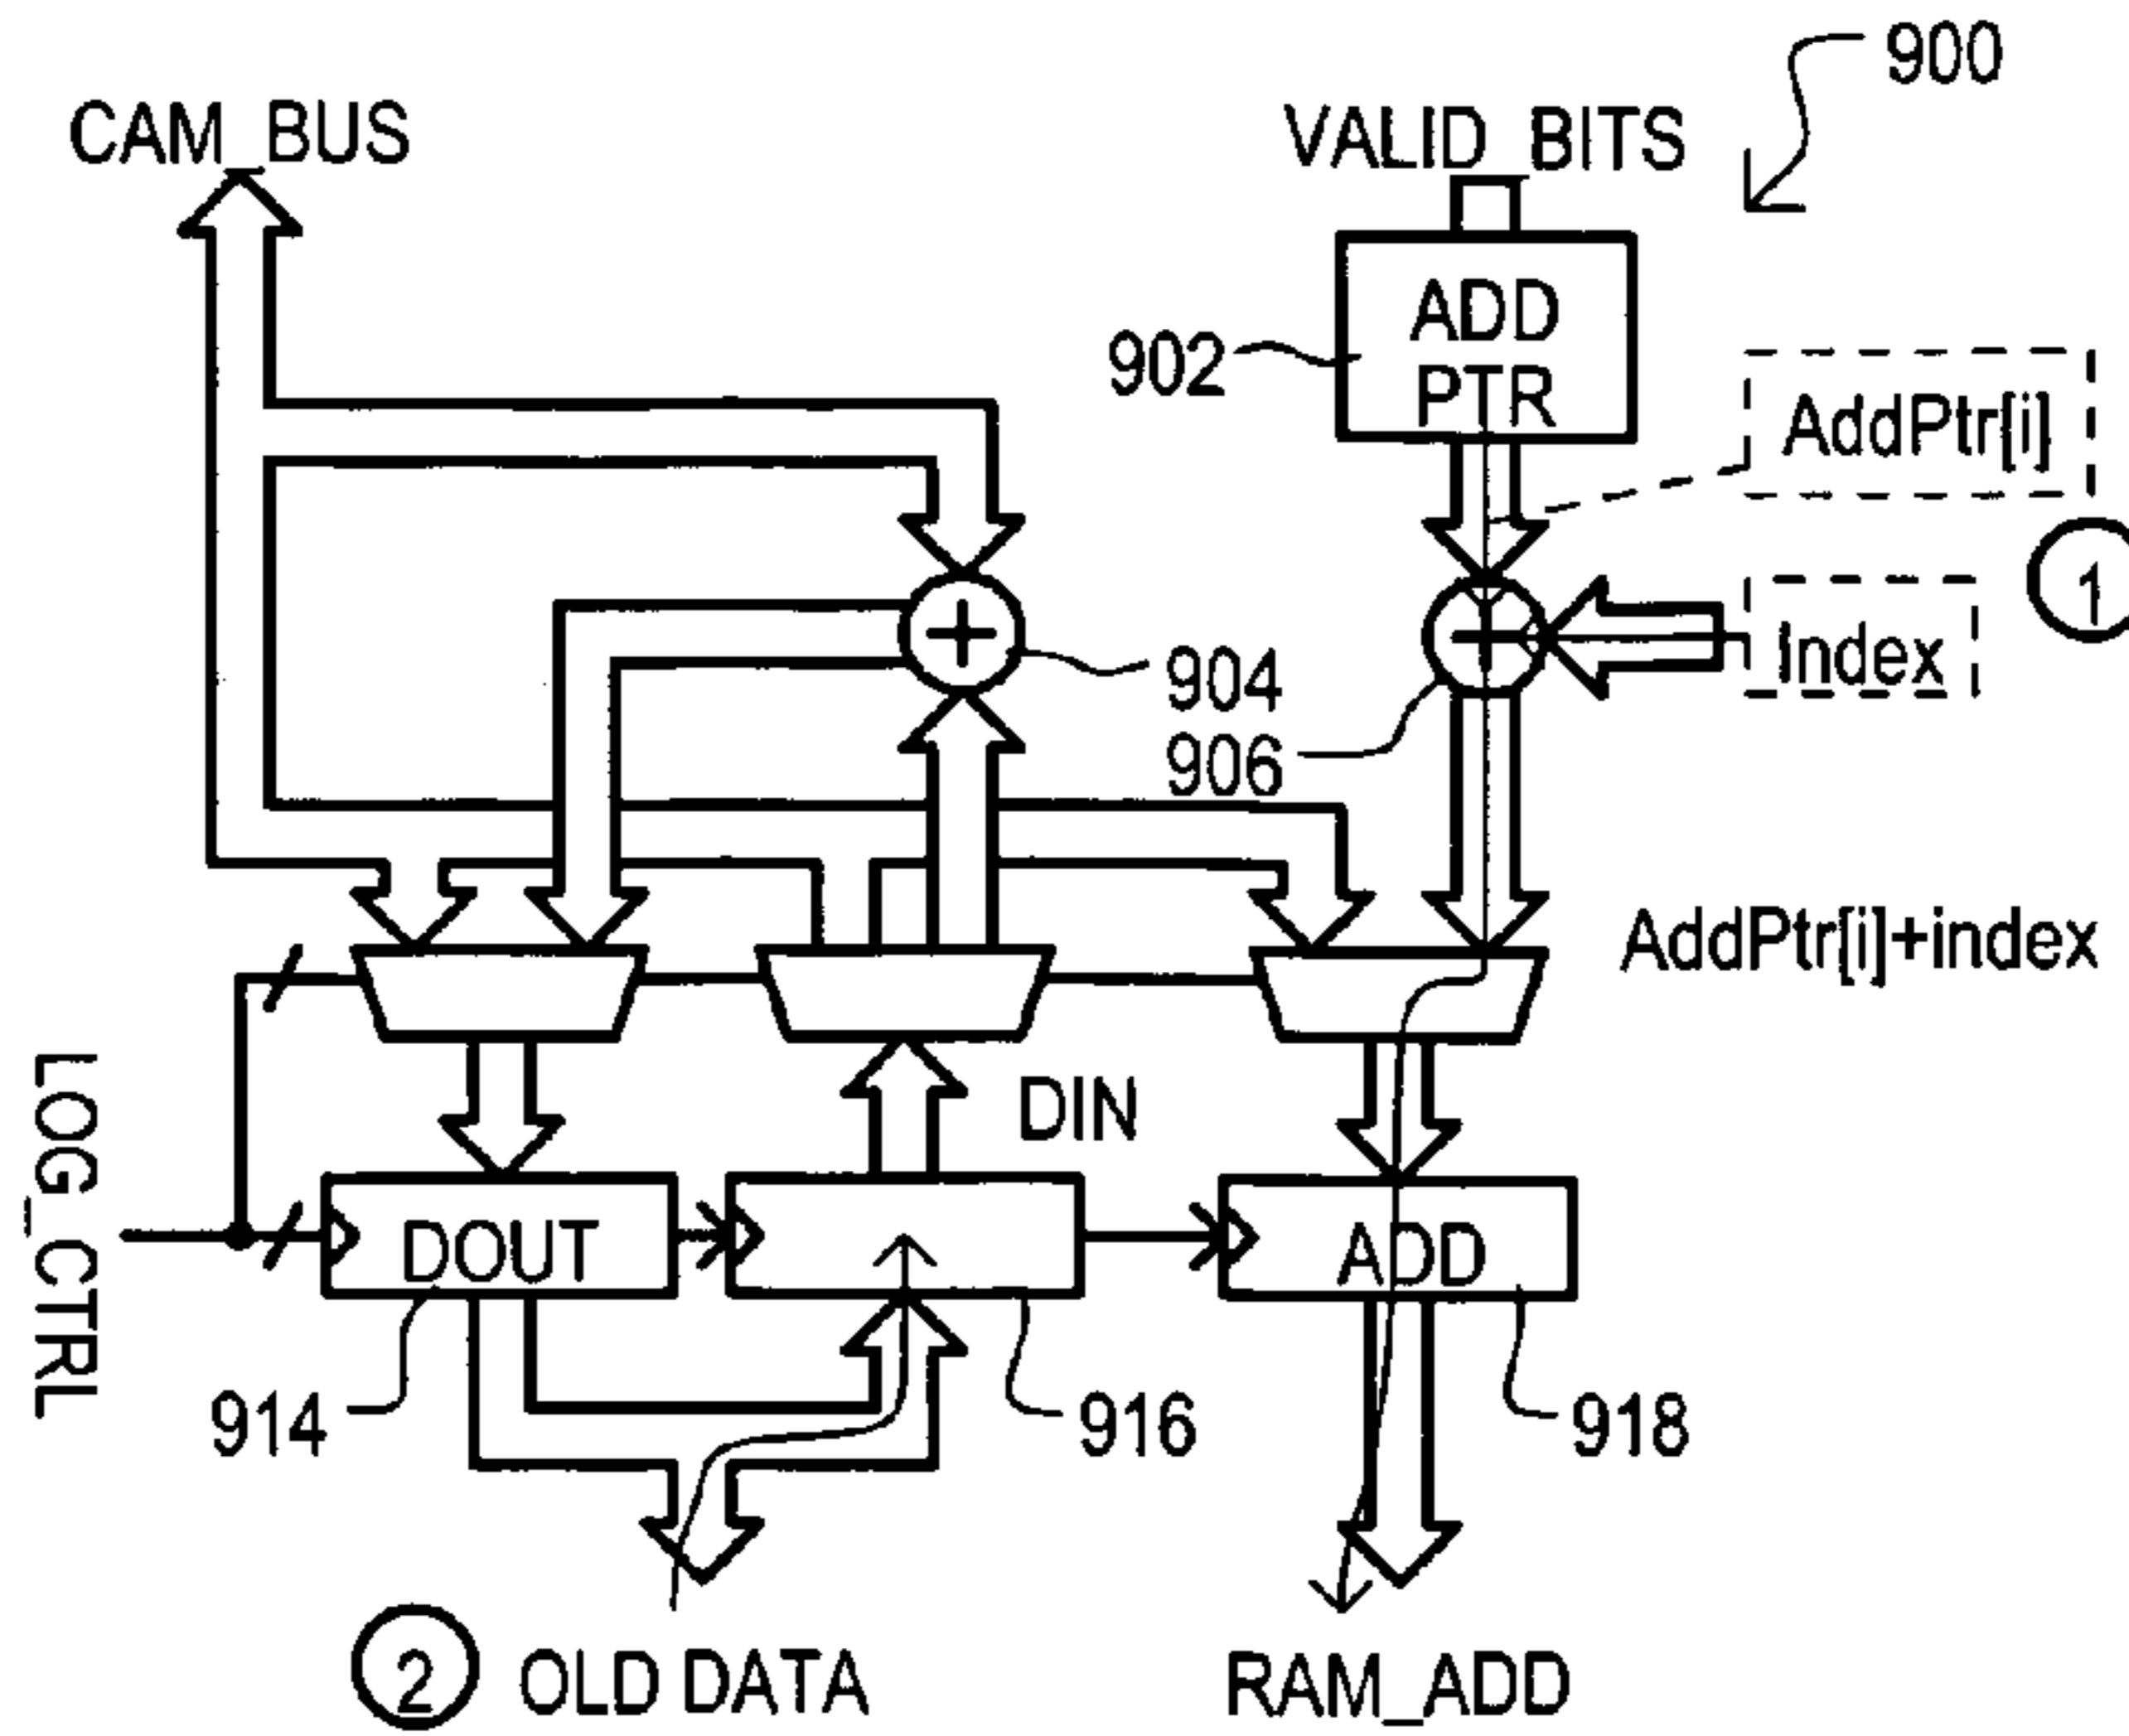 900
CAM_BUS
VALID_BITS
ADD
PTR
902
AddPtr[i]
1
Index
904
906
AddPtr[i]+index
DIN
LOG_CTRL
DOUT
ADD
914
916
918
2
OLD DATA
RAM_ADD